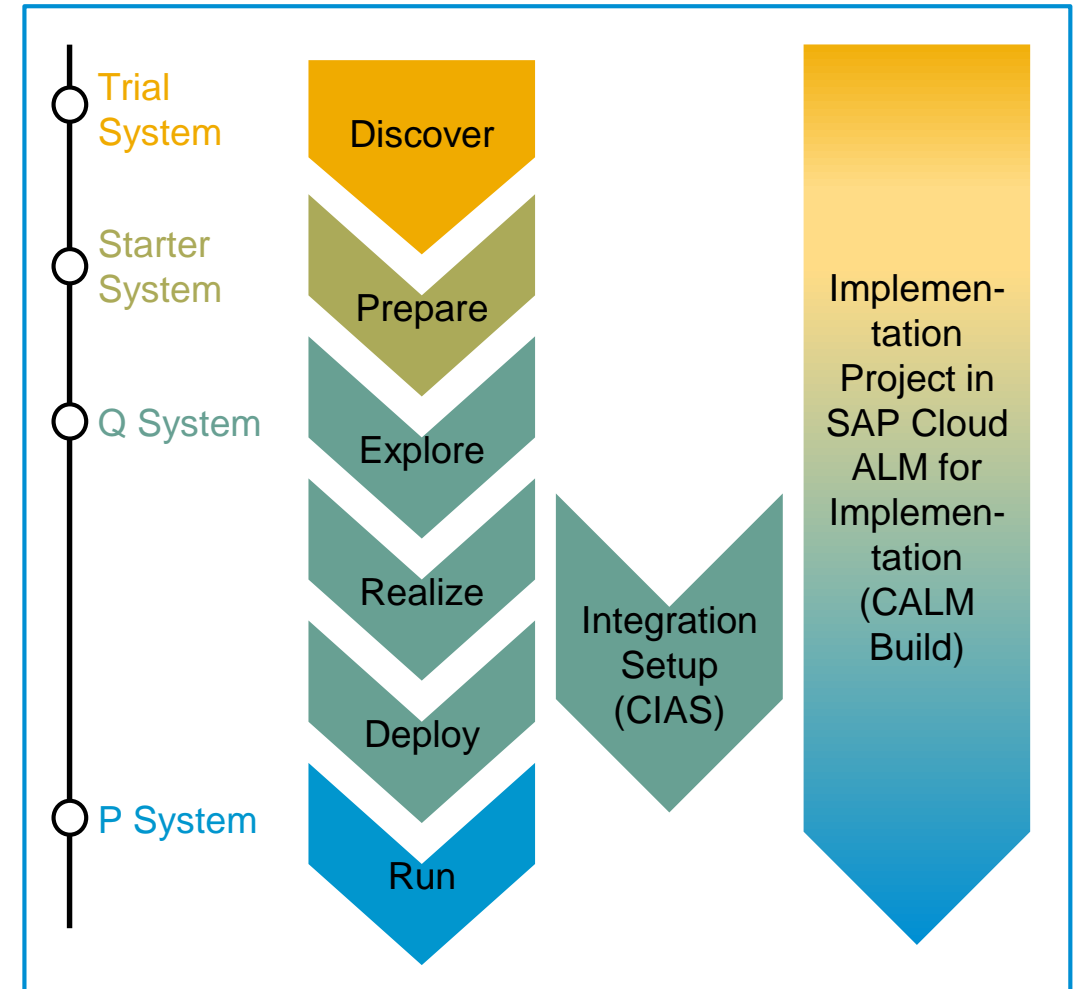 Trial
System
Starter
System
Q System
P System
Discover
Prepare
Explore
Realize
Deploy
Run
Integration
Setup
(CIAS)
Implemen-
tation
Project in
SAP Cloud
ALM for
Implemen-
tation
(CALM
Build)